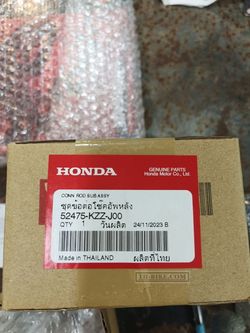 HONDA
GENUINE PARTS
Honda Motor Co., Ltd.
CONN ROD SUB ASSY
ชุดข้อต่อโช๊คอัพหลัง
52475-KZZ-J00
QTY 1 วันผลิต 24/11/2023 B
Made in THAILAND ผลิตที่ไทย